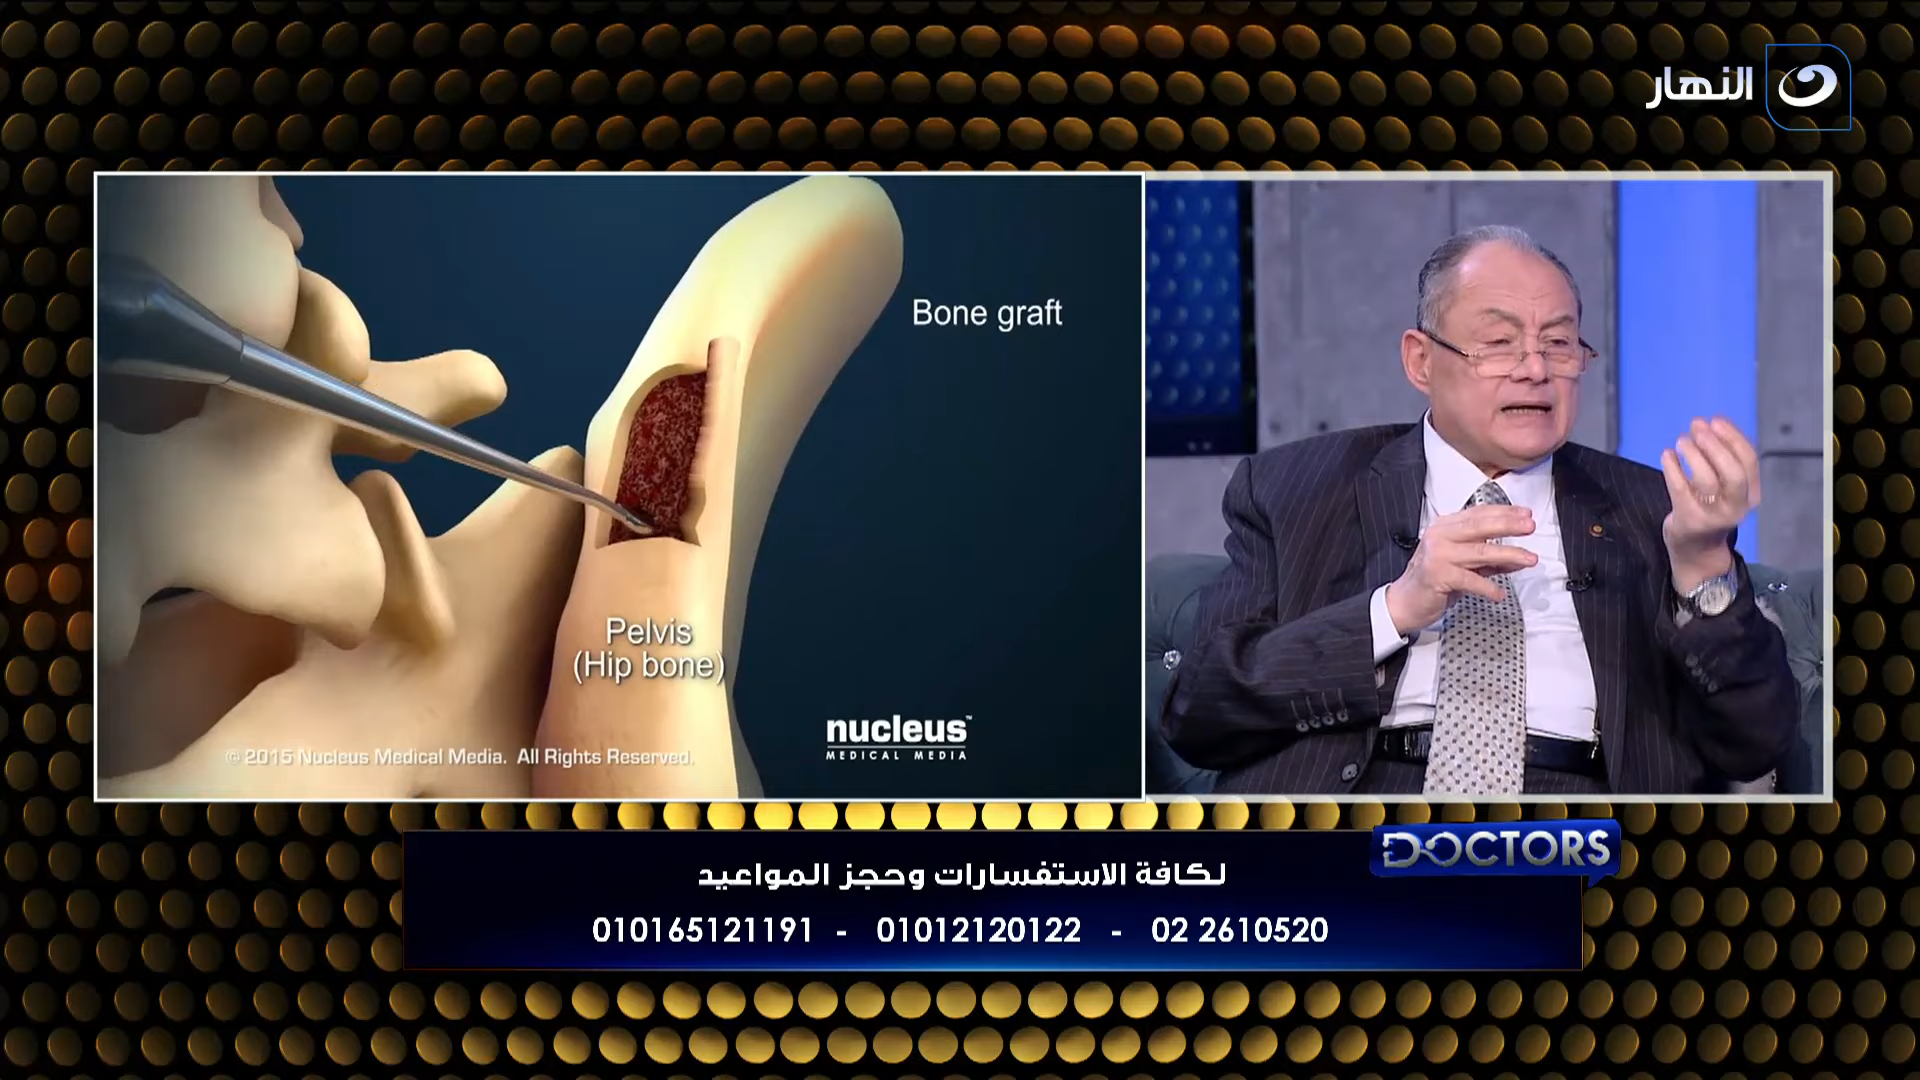 النهار
Bone graft
Pelvis
(Hip bone)
nucleus™
MEDICAL MEDIA
© 2015 Nucleus Medical Media. All Rights Reserved.
DOCTORS
لكافة الاستفسارات وحجز المواعيد
010165121191 - 01012120122 - 02 2610520